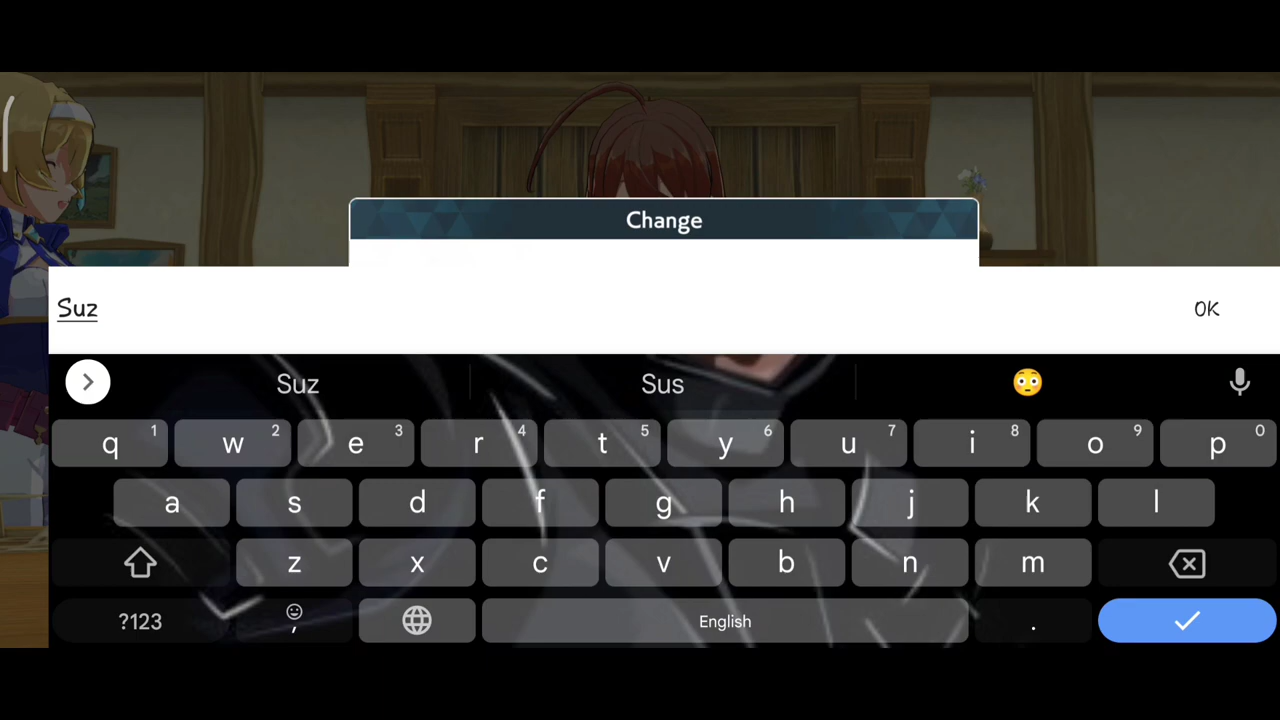 Change
Suz
OK
Suz Sus 😳
q 1 w 2 e 3 r 4 t 5 y 6 u 7 i 8 o 9 p 0
a s d f g h j k l
z x c v b n m
?123 , English .